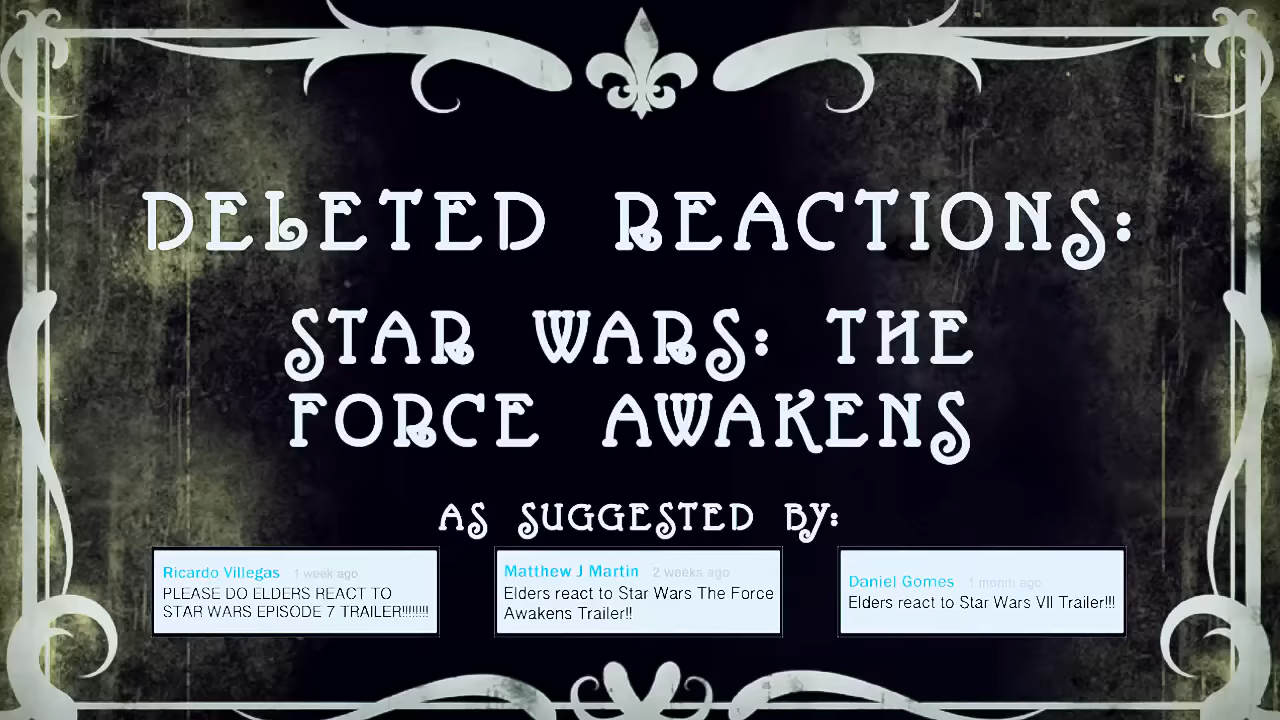 DELETED REACTIONS:
STAR WARS: THE
FORCE AWAKENS
AS SUGGESTED BY:
Ricardo Villegas 1 week ago
PLEASE DO ELDERS REACT TO
STAR WARS EPISODE 7 TRAILER!!!!!!!!
Matthew J Martin 2 weeks ago
Elders react to Star Wars The Force
Awakens Trailer!!
Daniel Gomes 1 month ago
Elders react to Star Wars VII Trailer!!!